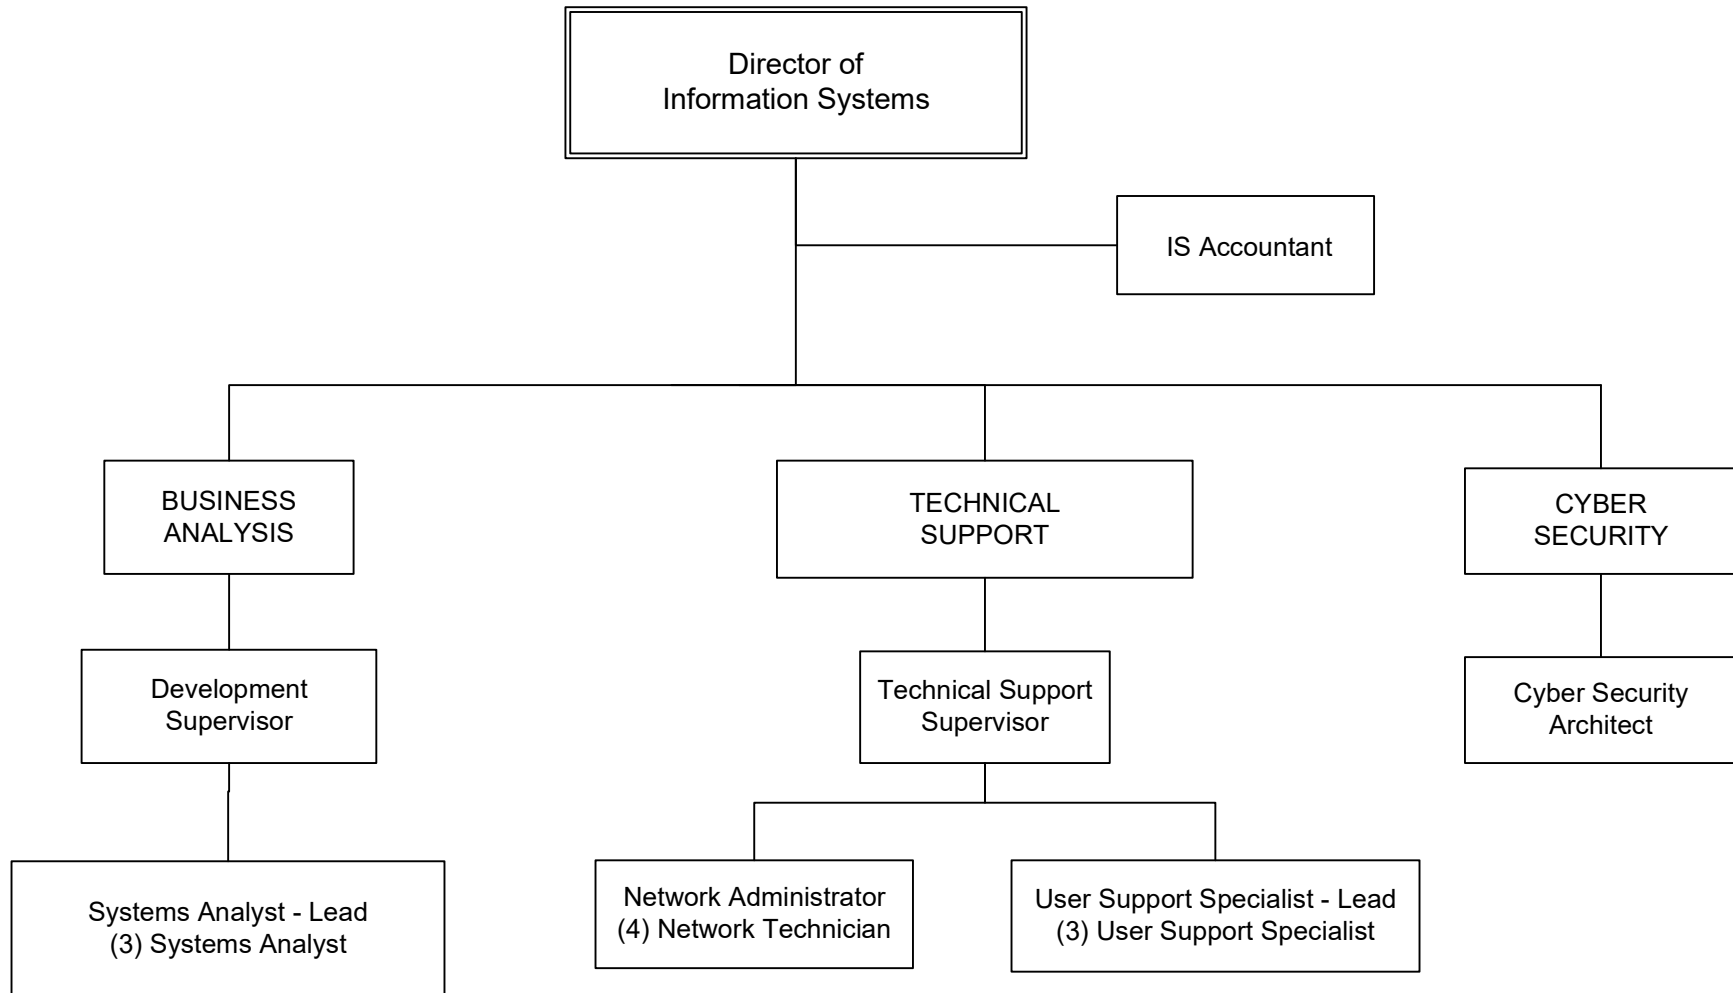 Director of
Information Systems
IS Accountant
BUSINESS
ANALYSIS
TECHNICAL
SUPPORT
CYBER
SECURITY
Development
Supervisor
Technical Support
Supervisor
Cyber Security
Architect
Systems Analyst - Lead
(3) Systems Analyst
Network Administrator
(4) Network Technician
User Support Specialist - Lead
(3) User Support Specialist